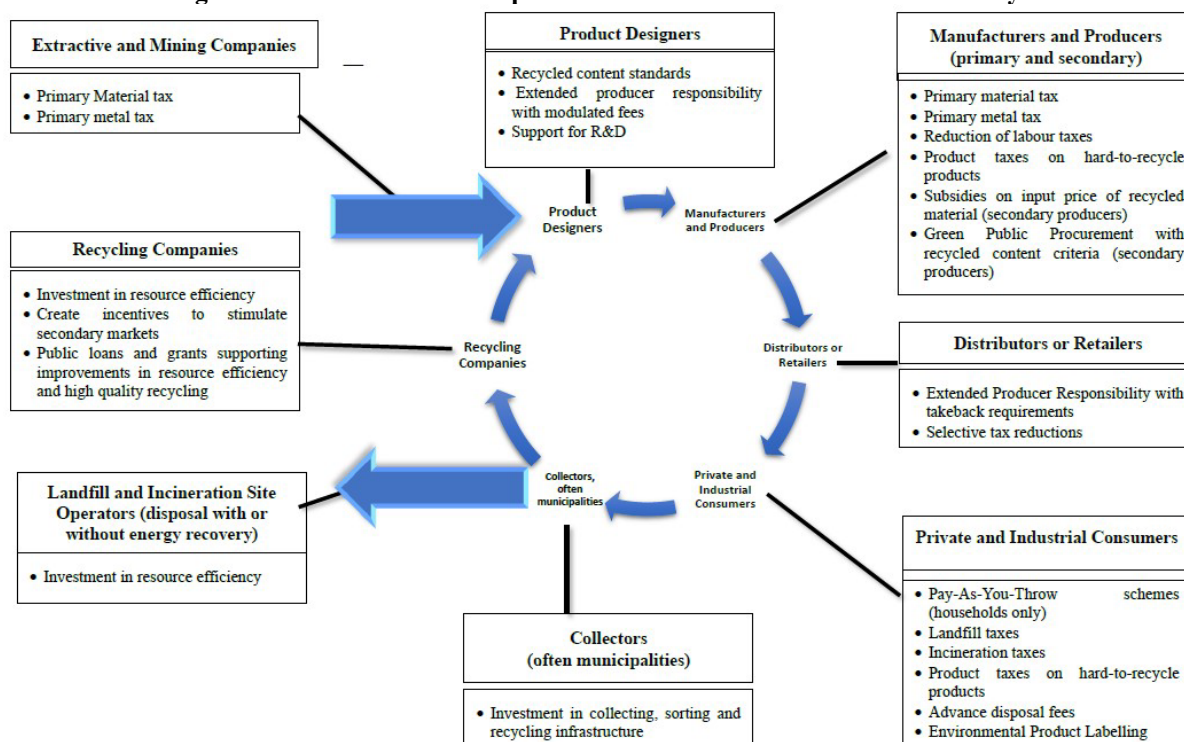 Extractive and Mining Companies
• Primary Material tax
• Primary metal tax
Product Designers
• Recycled content standards
• Extended producer responsibility
with modulated fees
• Support for R&D
Manufacturers and Producers
(primary and secondary)
• Primary material tax
• Primary metal tax
• Reduction of labour taxes
• Product taxes on hard-to-recycle
products
• Subsidies on input price of recycled
material (secondary producers)
• Green Public Procurement with
recycled content criteria (secondary
producers)
Product
Designers
Manufacturers
and Producers
Recycling Companies
• Investment in resource efficiency
• Create incentives to stimulate
secondary markets
• Public loans and grants supporting
improvements in resource efficiency
and high quality recycling
Recycling
Companies
Distributors or
Retailers
Distributors or Retailers
• Extended Producer Responsibility with
takeback requirements
• Selective tax reductions
Landfill and Incineration Site
Operators (disposal with or
without energy recovery)
• Investment in resource efficiency
Collectors,
often
municipalities
Private and
Industrial
Consumers
Private and Industrial Consumers
• Pay-As-You-Throw schemes
(households only)
• Landfill taxes
• Incineration taxes
• Product taxes on hard-to-recycle
products
• Advance disposal fees
• Environmental Product Labelling
Collectors
(often municipalities)
• Investment in collecting, sorting and
recycling infrastructure